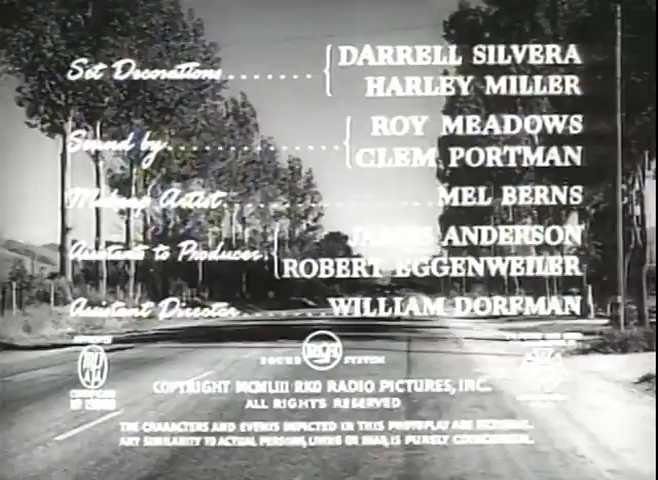 Set Decorations........ DARRELL SILVERA
HARLEY MILLER
Sound by............ ROY MEADOWS
CLEM PORTMAN
Makeup Artist.............. MEL BERNS
Assistants to Producer. JAMES ANDERSON
ROBERT EGGENWEILER
Assistant Director......... WILLIAM DORFMAN
SOUND RCA SYSTEM
COPYRIGHT MCMLIII RKO RADIO PICTURES, INC.
ALL RIGHTS RESERVED
THE CHARACTERS AND EVENTS DEPICTED IN THIS PHOTOPLAY ARE FICTIONAL.
ANY SIMILARITY TO ACTUAL PERSONS, LIVING OR DEAD, IS PURELY COINCIDENTAL.